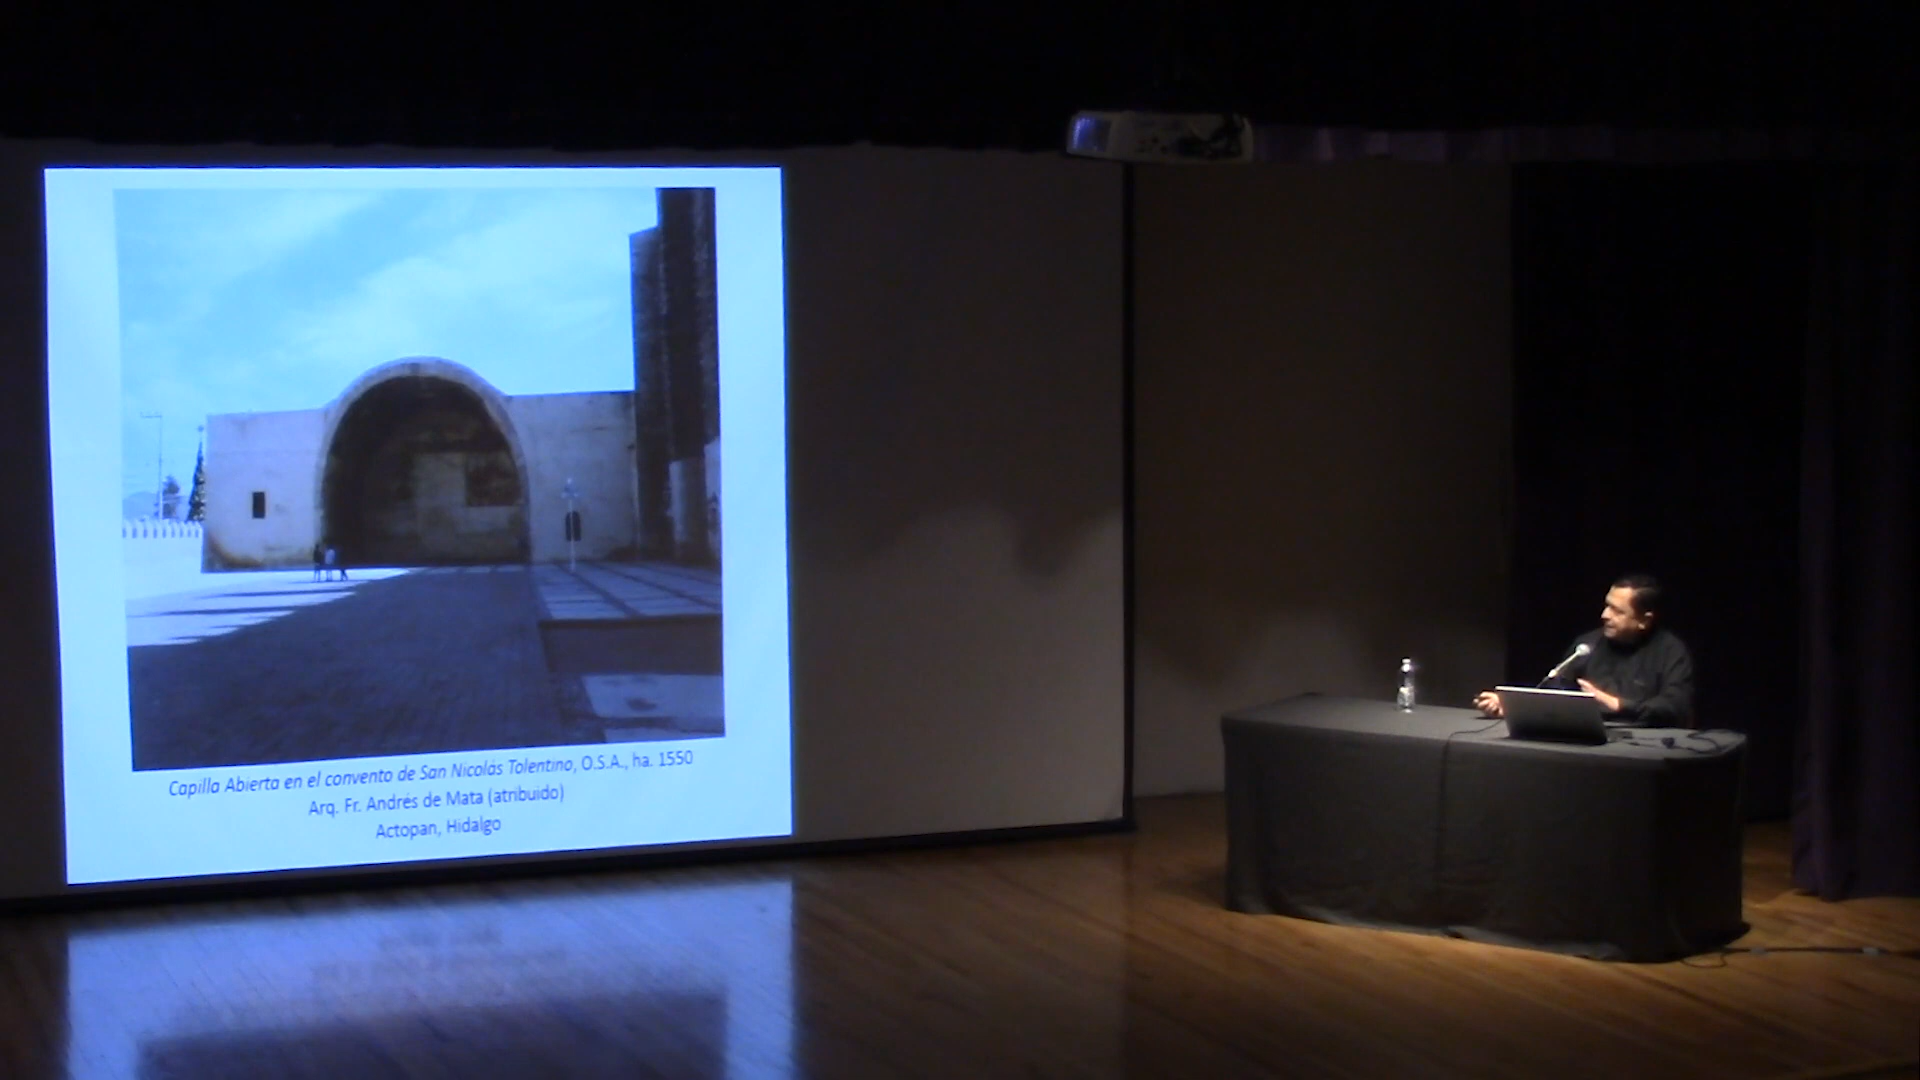 Capilla Abierta en el convento de San Nicolás Tolentino, O.S.A., ha. 1550
Arq. Fr. Andrés de Mata (atribuido)
Actopan, Hidalgo